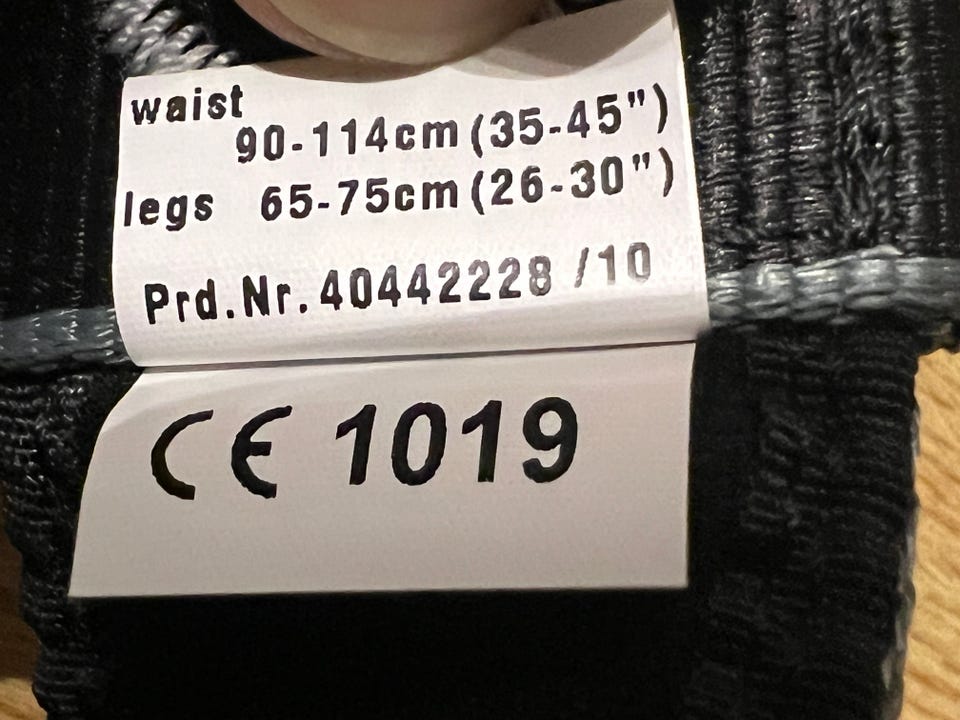 waist
90-114cm (35-45")
legs 65-75cm (26-30")
Prd.Nr. 40442228 /10
CE 1019